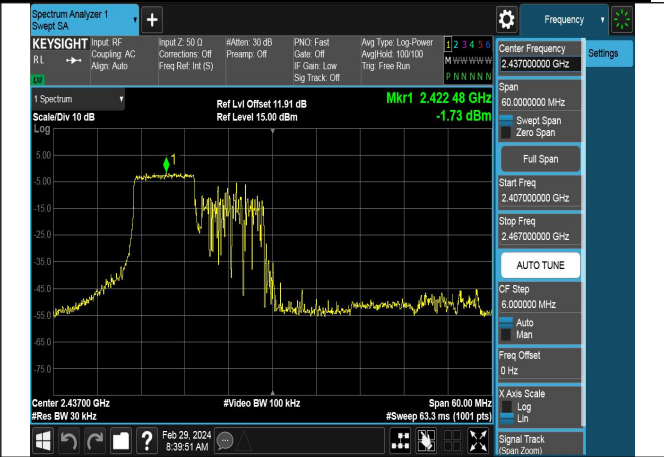 Spectrum Analyzer 1
Swept SA
Frequency
KEYSIGHT
RL
Input: RF
Coupling: AC
Align: Auto
Input Z: 50 Ω
Corrections: Off
Freq Ref: Int (S)
#Atten: 30 dB
Preamp: Off
PNO: Fast
Gate: Off
IF Gain: Low
Sig Track: Off
Avg Type: Log-Power
Avg|Hold: 100/100
Trig: Free Run
1 2 3 4 5 6
M W W W W W
P N N N N N
Center Frequency
2.437000000 GHz
Settings
Span
60.0000000 MHz
Swept Span
Zero Span
Full Span
Start Freq
2.407000000 GHz
Stop Freq
2.467000000 GHz
AUTO TUNE
CF Step
6.000000 MHz
Auto
Man
Freq Offset
0 Hz
X Axis Scale
Log
Lin
Signal Track
(Span Zoom)
1 Spectrum
Scale/Div 10 dB
Log
Ref Lvl Offset 11.91 dB
Ref Level 15.00 dBm
Mkr1 2.422 48 GHz
-1.73 dBm
1
5.00
-5.00
-15.0
-25.0
-35.0
-45.0
-55.0
-65.0
-75.0
Center 2.43700 GHz
#Res BW 30 kHz
#Video BW 100 kHz
Span 60.00 MHz
#Sweep 63.3 ms (1001 pts)
Feb 29, 2024
8:39:51 AM